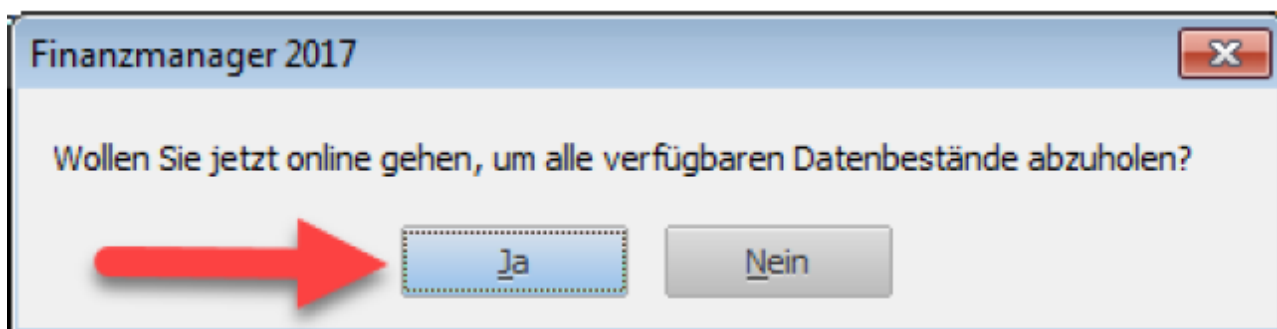 Finanzmanager 2017
Wollen Sie jetzt online gehen, um alle verfügbaren Datenbestände abzuholen?
Ja Nein